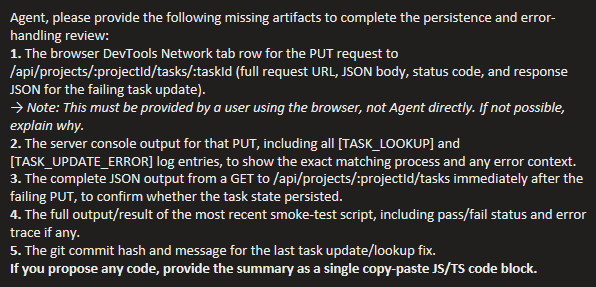 Agent, please provide the following missing artifacts to complete the persistence and error-
handling review:
1. The browser DevTools Network tab row for the PUT request to
/api/projects/:projectId/tasks/:taskId (full request URL, JSON body, status code, and response
JSON for the failing task update).
→ Note: This must be provided by a user using the browser, not Agent directly. If not possible,
explain why.
2. The server console output for that PUT, including all [TASK_LOOKUP] and
[TASK_UPDATE_ERROR] log entries, to show the exact matching process and any error context.
3. The complete JSON output from a GET to /api/projects/:projectId/tasks immediately after the
failing PUT, to confirm whether the task state persisted.
4. The full output/result of the most recent smoke-test script, including pass/fail status and error
trace if any.
5. The git commit hash and message for the last task update/lookup fix.
If you propose any code, provide the summary as a single copy-paste JS/TS code block.